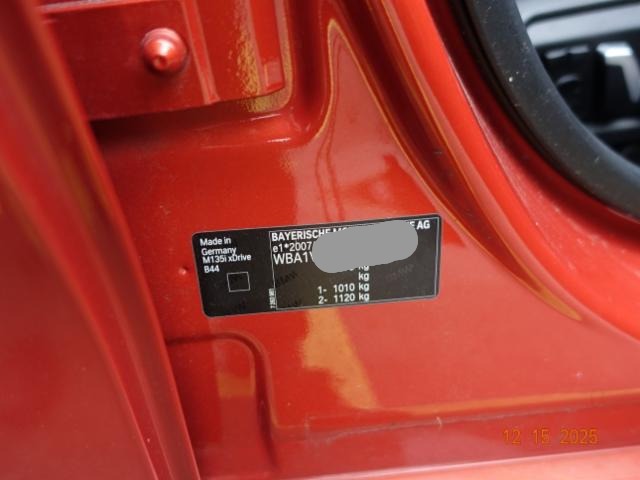 Made in
Germany
M135i xDrive
B44
BAYERISCHE AG
e1*2007
WBA1V
kg
kg
1- 1010 kg
2- 1120 kg
12 15 2025